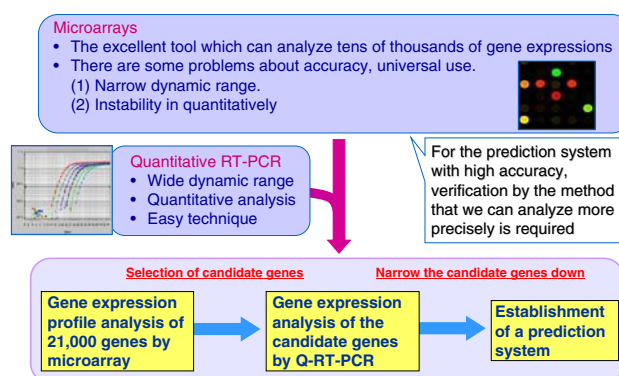 Microarrays
• The excellent tool which can analyze tens of thousands of gene expressions
• There are some problems about accuracy, universal use.
(1) Narrow dynamic range.
(2) Instability in quantitatively
Quantitative RT-PCR
• Wide dynamic range
• Quantitative analysis
• Easy technique
For the prediction system
with high accuracy,
verification by the method
that we can analyze more
precisely is required
Selection of candidate genes
Narrow the candidate genes down
Gene expression
profile analysis of
21,000 genes by
microarray
Gene expression
analysis of the
candidate genes
by Q-RT-PCR
Establishment
of a prediction
system